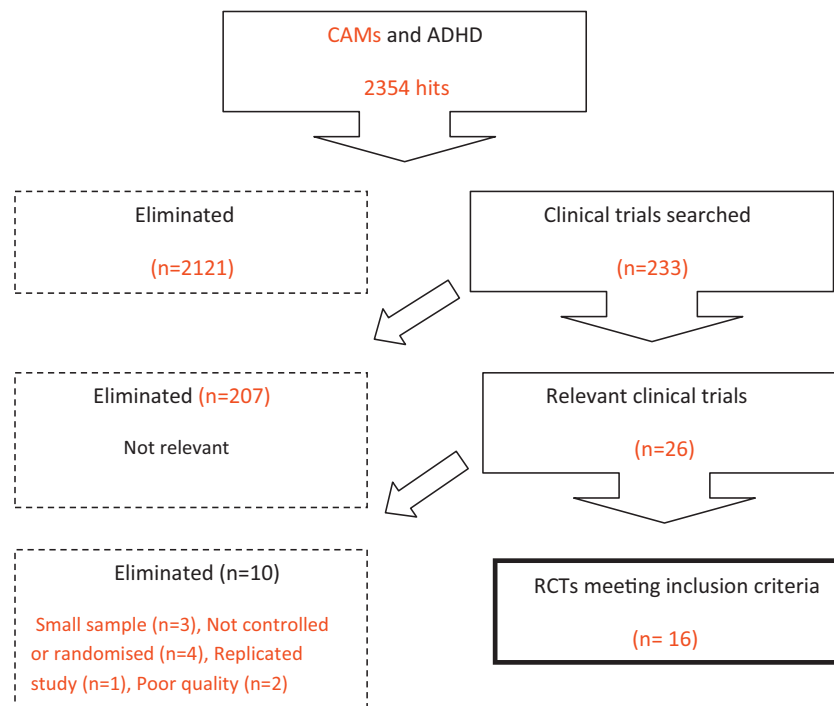 CAMs and ADHD
2354 hits
Eliminated
(n=2121)
Clinical trials searched
(n=233)
Eliminated (n=207)
Not relevant
Relevant clinical trials
(n=26)
Eliminated (n=10)
Small sample (n=3), Not controlled
or randomised (n=4), Replicated
study (n=1), Poor quality (n=2)
RCTs meeting inclusion criteria
(n= 16)